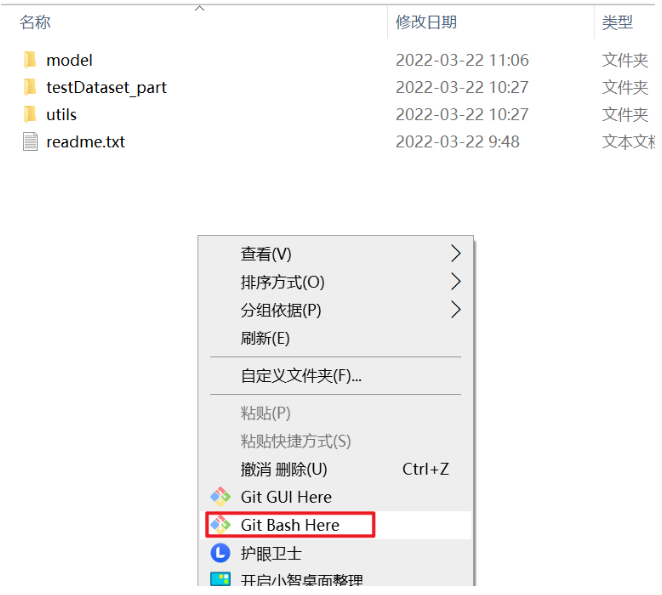 名称 修改日期 类型
model 2022-03-22 11:06 文件夹
testDataset_part 2022-03-22 10:27 文件夹
utils 2022-03-22 10:27 文件夹
readme.txt 2022-03-22 9:48 文本文档
查看(V)
排序方式(O)
分组依据(P)
刷新(E)
自定义文件夹(F)...
粘贴(P)
粘贴快捷方式(S)
撤消 删除(U) Ctrl+Z
Git GUI Here
Git Bash Here
护眼卫士
开启小智桌面整理